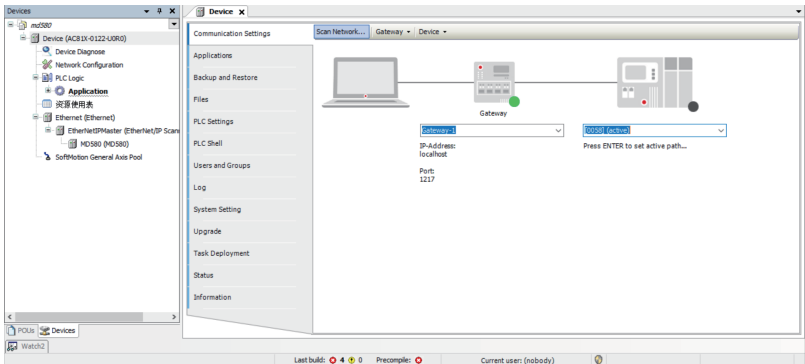 Devices
md580
Device (AC81X-0122-U0R0)
Device Diagnose
Network Configuration
PLC Logic
Application
资源使用表
Ethernet (Ethernet)
EtherNetIPMaster (EtherNet/IP Scann
MD580 (MD580)
SoftMotion General Axis Pool
POUs
Devices
Watch2
Device
Communication Settings
Applications
Backup and Restore
Files
PLC Settings
PLC Shell
Users and Groups
Log
System Setting
Upgrade
Task Deployment
Status
Information
Scan Network... Gateway Device
Gateway
Gateway-1
[0058] (active)
IP-Address:
localhost
Press ENTER to set active path...
Port:
1217
Last build: 4 0 Precompile: Current user: (nobody)